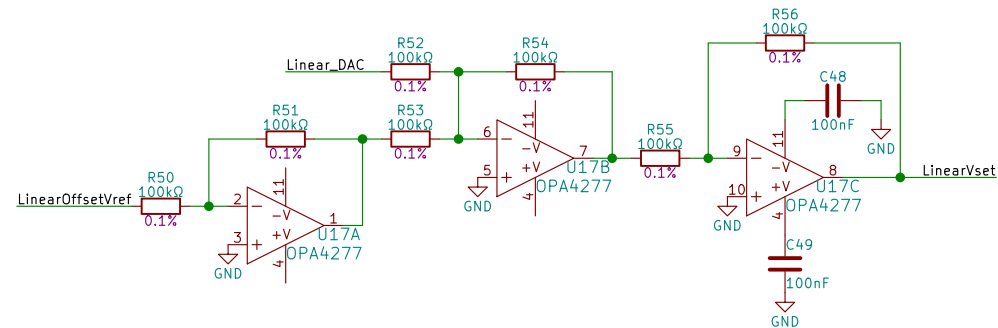 R56
100kΩ
0.1%
R52
100kΩ
0.1%
R54
100kΩ
0.1%
Linear_DAC
C48
100nF
GND
R51
100kΩ
0.1%
R53
100kΩ
0.1%
11
-V
+V
6
-
5
+
7
4
U17B
OPA4277
GND
R55
100kΩ
0.1%
11
-V
+V
9
-
10
+
8
4
U17C
OPA4277
GND
LinearVset
R50
100kΩ
0.1%
LinearOffsetVref
11
-V
+V
2
-
3
+
1
4
U17A
OPA4277
GND
C49
100nF
GND